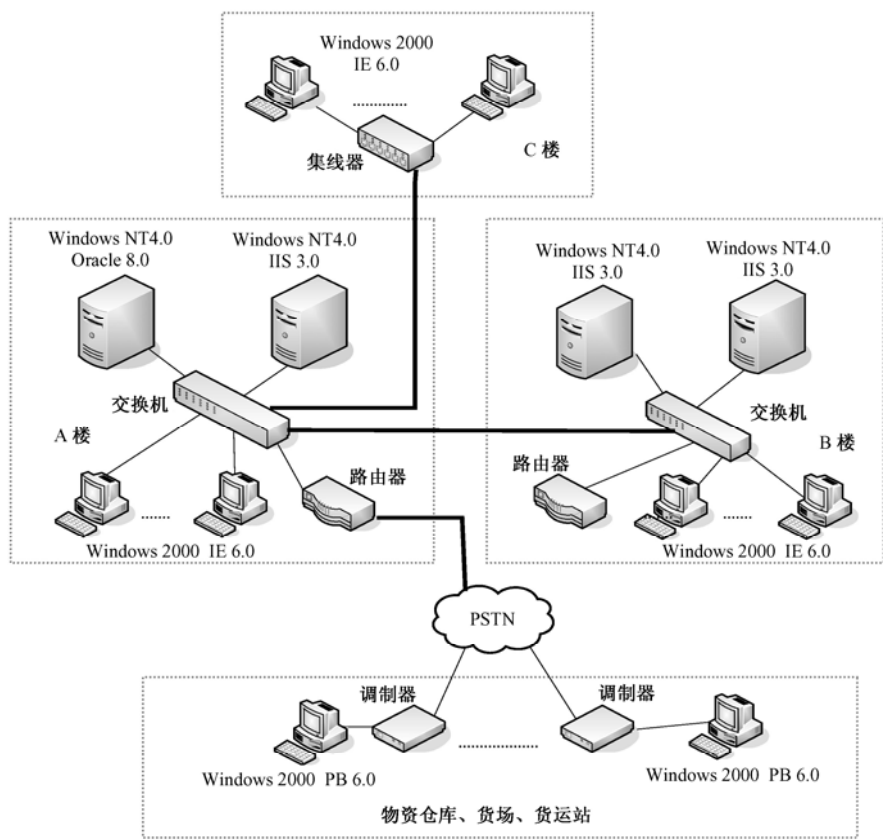 Windows 2000
IE 6.0
............
集线器
C 楼
Windows NT4.0
Oracle 8.0
Windows NT4.0
IIS 3.0
交换机
A 楼
路由器
.......
Windows 2000 IE 6.0
Windows NT4.0
IIS 3.0
Windows NT4.0
IIS 3.0
交换机
B 楼
路由器
.......
Windows 2000 IE 6.0
PSTN
调制器
调制器
.................
Windows 2000 PB 6.0
Windows 2000 PB 6.0
物资仓库、货场、货运站